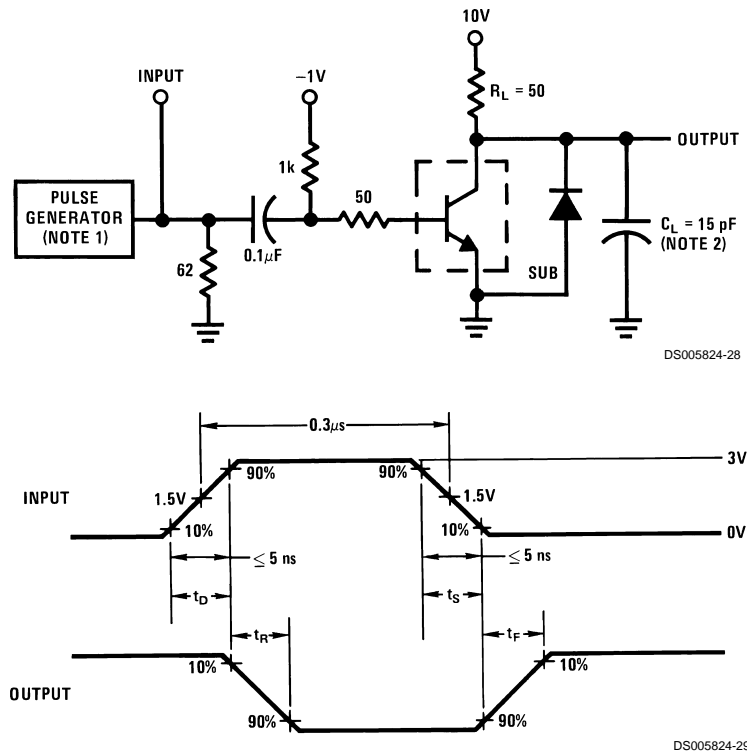 10V
INPUT
–1V
R_L = 50
OUTPUT
1k
PULSE
GENERATOR
(NOTE 1)
50
0.1μF
62
SUB
C_L = 15 pF
(NOTE 2)
DS005824-28
0.3μs
3V
90%
90%
INPUT
1.5V
1.5V
10%
10%
0V
≤ 5 ns
≤ 5 ns
t_D
t_S
t_R
t_F
10%
10%
OUTPUT
90%
90%
DS005824-29